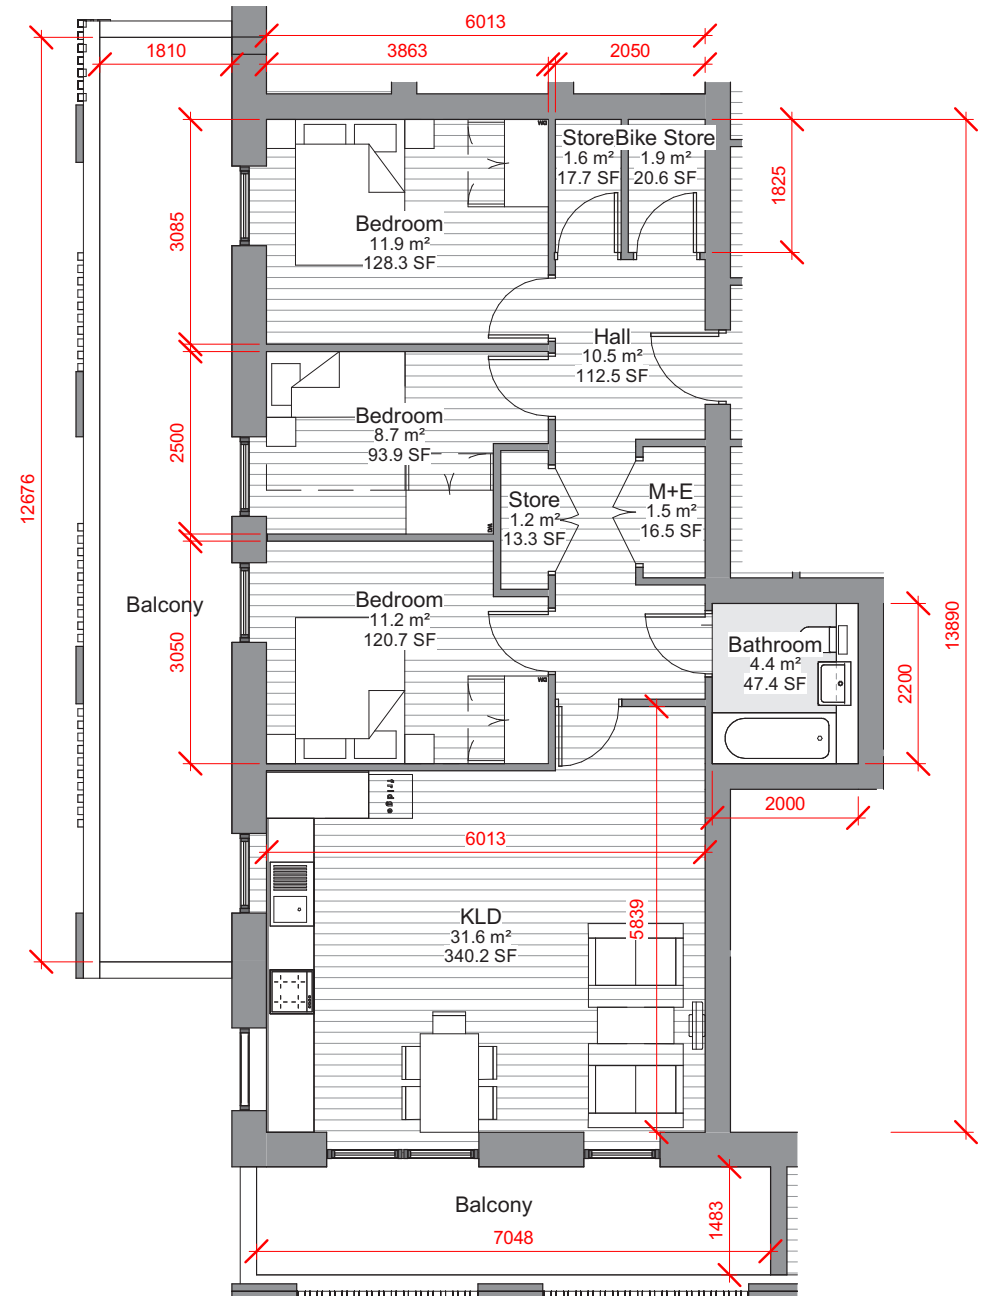 6013
1810
3863
2050
Store
1.6 m²
17.7 SF
Bike Store
1.9 m²
20.6 SF
1825
3085
Bedroom
11.9 m²
128.3 SF
Hall
10.5 m²
112.5 SF
2500
Bedroom
8.7 m²
93.9 SF
12676
Store
1.2 m²
13.3 SF
M+E
1.5 m²
16.5 SF
Balcony
3050
Bedroom
11.2 m²
120.7 SF
Bathroom
4.4 m²
47.4 SF
2200
13890
fridge
2000
6013
5839
KLD
31.6 m²
340.2 SF
Balcony
1483
7048